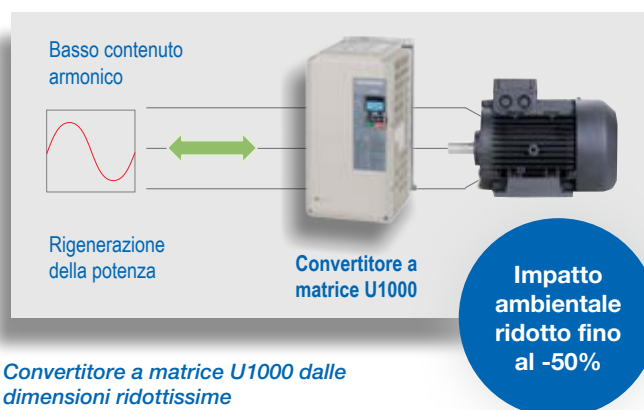 Basso contenuto
armonico
Rigenerazione
della potenza
Convertitore a
matrice U1000
Impatto
ambientale
ridotto fino
al -50%
Convertitore a matrice U1000 dalle
dimensioni ridottissime